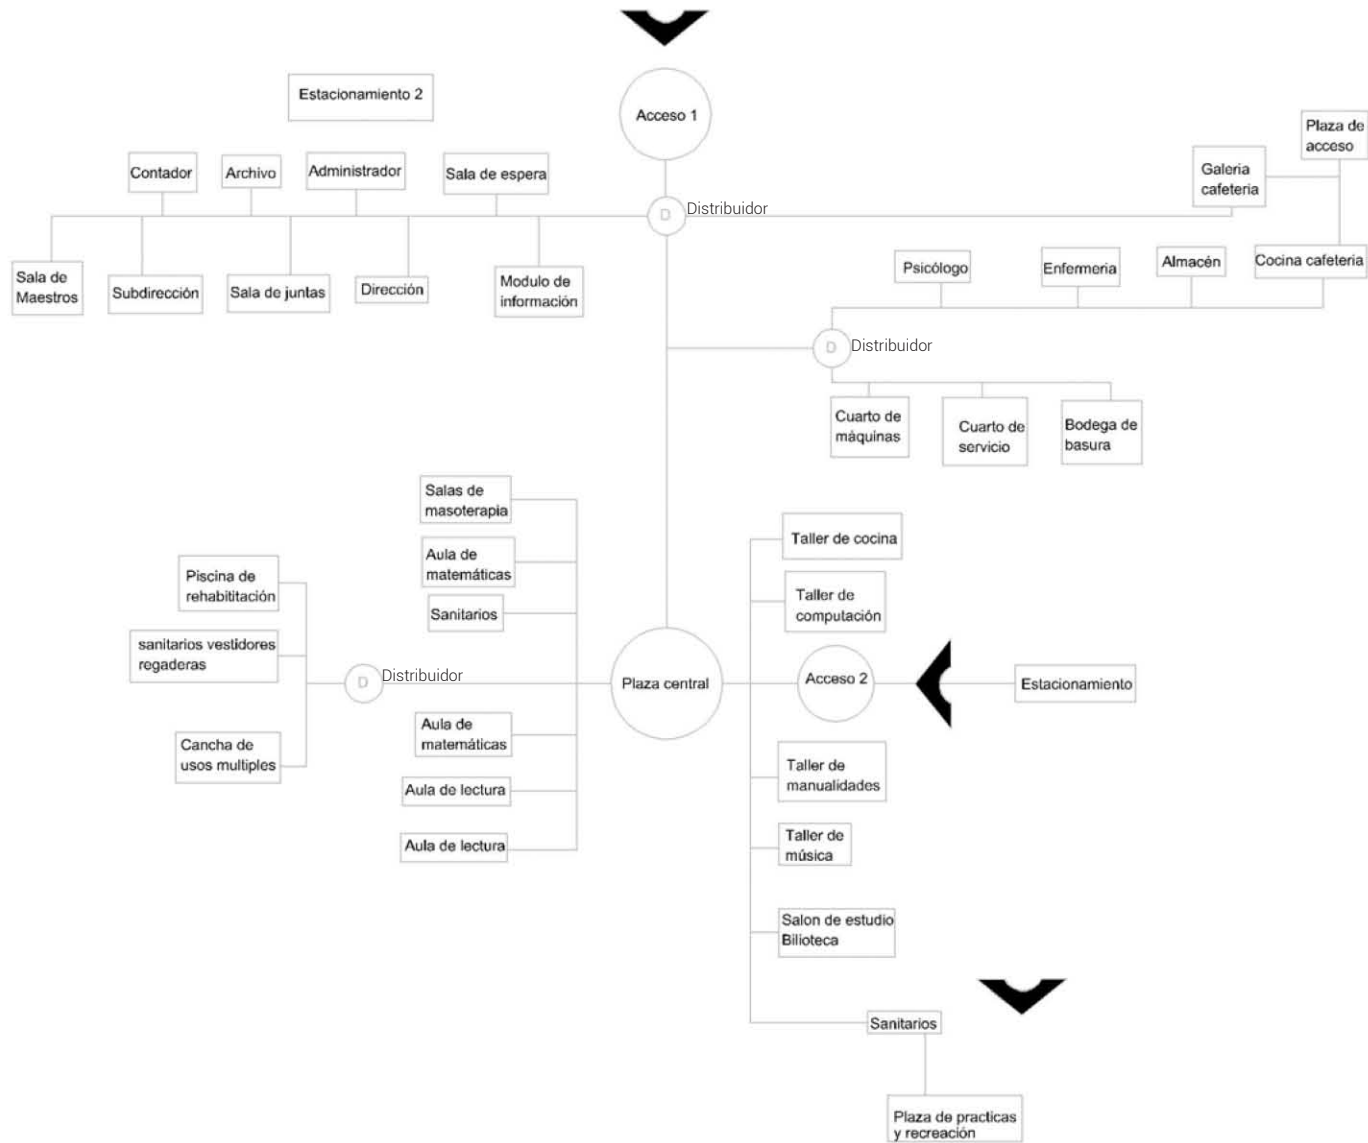 Estacionamiento 2
Acceso 1
Plaza de
acceso
Contador
Archivo
Administrador
Sala de espera
Galeria
cafeteria
D
Distribuidor
Sala de
Maestros
Subdirección
Sala de juntas
Dirección
Modulo de
información
Psicólogo
Enfermeria
Almacén
Cocina cafeteria
D
Distribuidor
Cuarto de
máquinas
Cuarto de
servicio
Bodega de
basura
Salas de
masoterapia
Aula de
matemáticas
Sanitarios
Piscina de
rehabititación
sanitarios vestidores
regaderas
Cancha de
usos multiples
D
Distribuidor
Aula de
matemáticas
Aula de lectura
Aula de lectura
Plaza central
Taller de cocina
Taller de
computación
Acceso 2
Estacionamiento
Taller de
manualidades
Taller de
música
Salon de estudio
Bilioteca
Sanitarios
Plaza de practicas
y recreación